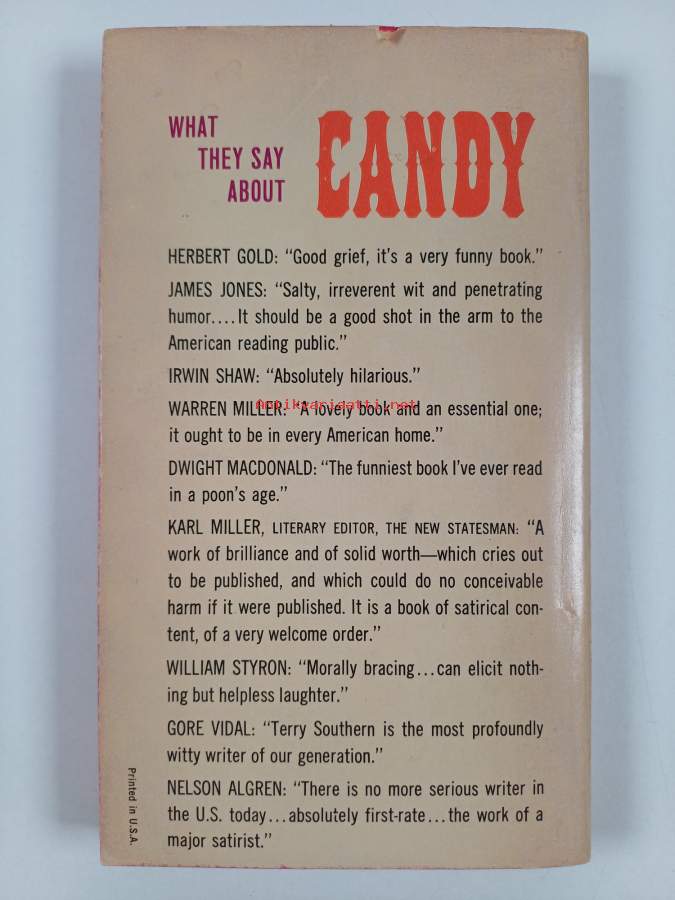 WHAT
THEY SAY
ABOUT
CANDY
HERBERT GOLD: “Good grief, it’s a very funny book.”
JAMES JONES: “Salty, irreverent wit and penetrating
humor....It should be a good shot in the arm to the
American reading public.”
IRWIN SHAW: “Absolutely hilarious.”
Antikvariaatti.net
WARREN MILLER: “A lovely book and an essential one;
it ought to be in every American home.”
DWIGHT MACDONALD: “The funniest book I’ve ever read
in a poon’s age.”
KARL MILLER, LITERARY EDITOR, THE NEW STATESMAN: “A
work of brilliance and of solid worth—which cries out
to be published, and which could do no conceivable
harm if it were published. It is a book of satirical con-
tent, of a very welcome order.”
WILLIAM STYRON: “Morally bracing...can elicit noth-
ing but helpless laughter.”
GORE VIDAL: “Terry Southern is the most profoundly
witty writer of our generation.”
NELSON ALGREN: “There is no more serious writer in
the U.S. today...absolutely first-rate...the work of a
major satirist.”
Printed in U.S.A.